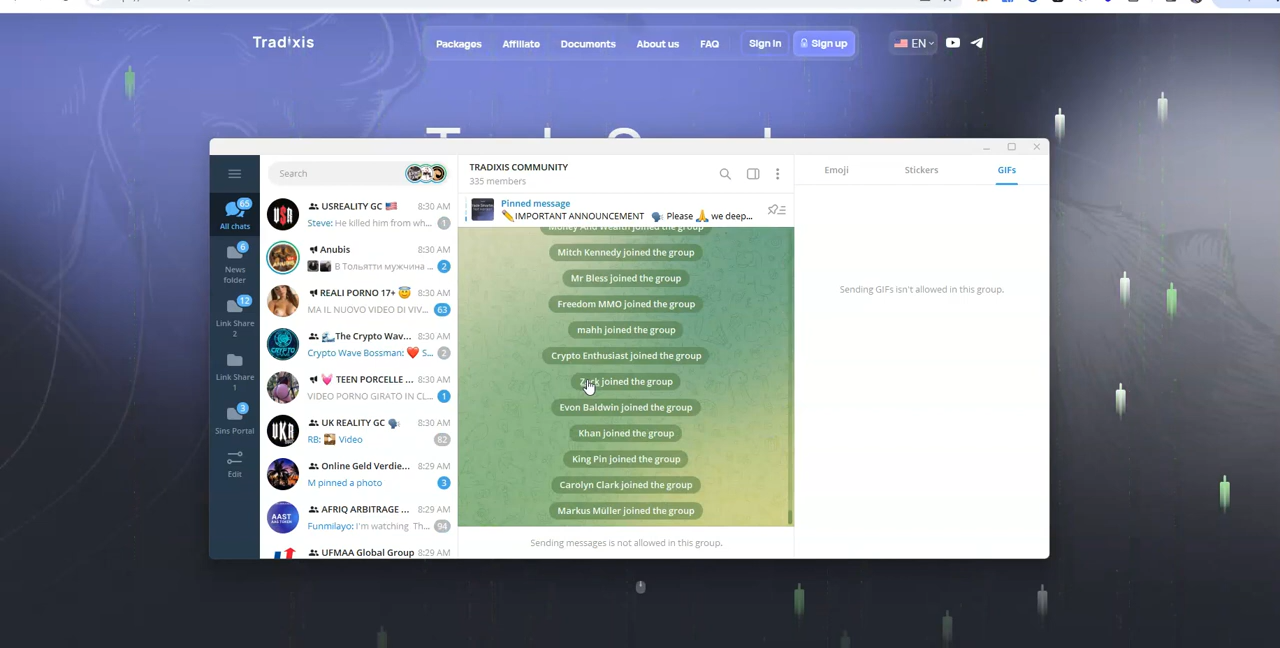 Tradixis
Packages Affiliate Documents About us FAQ Sign in Sign up EN
Search
65
All chats
6
News
folder
12
Link Share
2
Link Share
1
3
Sins Portal
Edit
USREALITY GC 8:30 AM
Steve: He killed him from wh... 1
Anubis 8:30 AM
В Тольятти мужчина ... 2
REALI PORNO 17+ 8:30 AM
MA IL NUOVO VIDEO DI VIV... 63
The Crypto Wav... 8:30 AM
Crypto Wave Bossman: S... 2
TEEN PORCELLE ... 8:30 AM
VIDEO PORNO GIRATO IN CL... 1
UK REALITY GC 8:30 AM
RB: Video 82
Online Geld Verdie... 8:29 AM
M pinned a photo 3
AAST
AFRIQ ARBITRAGE ... 8:29 AM
Funmilayo: I'm watching Th... 94
UFMAA Global Group 8:29 AM
TRADIXIS COMMUNITY
335 members
Pinned message
IMPORTANT ANNOUNCEMENT Please we deep...
Money And Wealth joined the group
Mitch Kennedy joined the group
Mr Bless joined the group
Freedom MMO joined the group
mahh joined the group
Crypto Enthusiast joined the group
joined the group
Evon Baldwin joined the group
Khan joined the group
King Pin joined the group
Carolyn Clark joined the group
Markus Müller joined the group
Sending messages is not allowed in this group.
Emoji Stickers GIFs
Sending GIFs isn't allowed in this group.